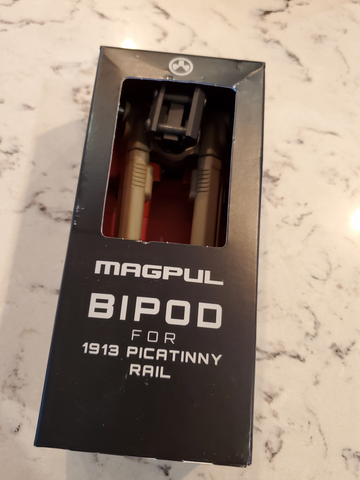 MAGPUL
BIPOD
FOR
1913 PICATINNY
RAIL